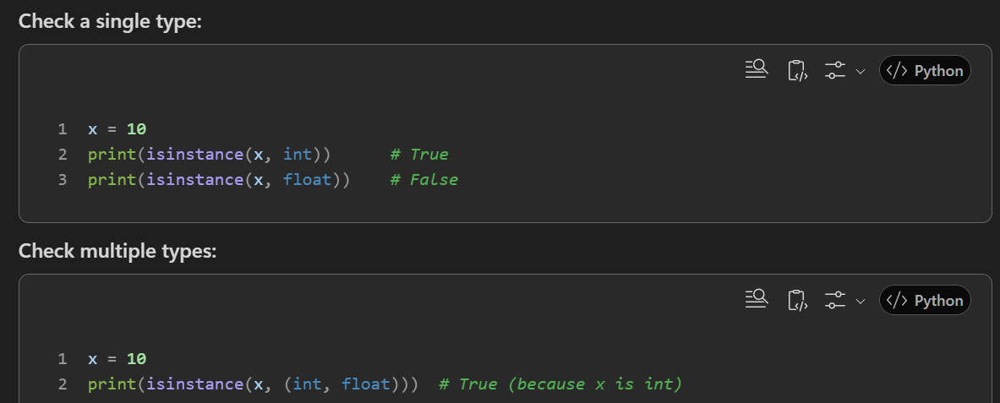 Check a single type:
</> Python
1 x = 10
2 print(isinstance(x, int))      # True
3 print(isinstance(x, float))    # False
Check multiple types:
</> Python
1 x = 10
2 print(isinstance(x, (int, float)))  # True (because x is int)